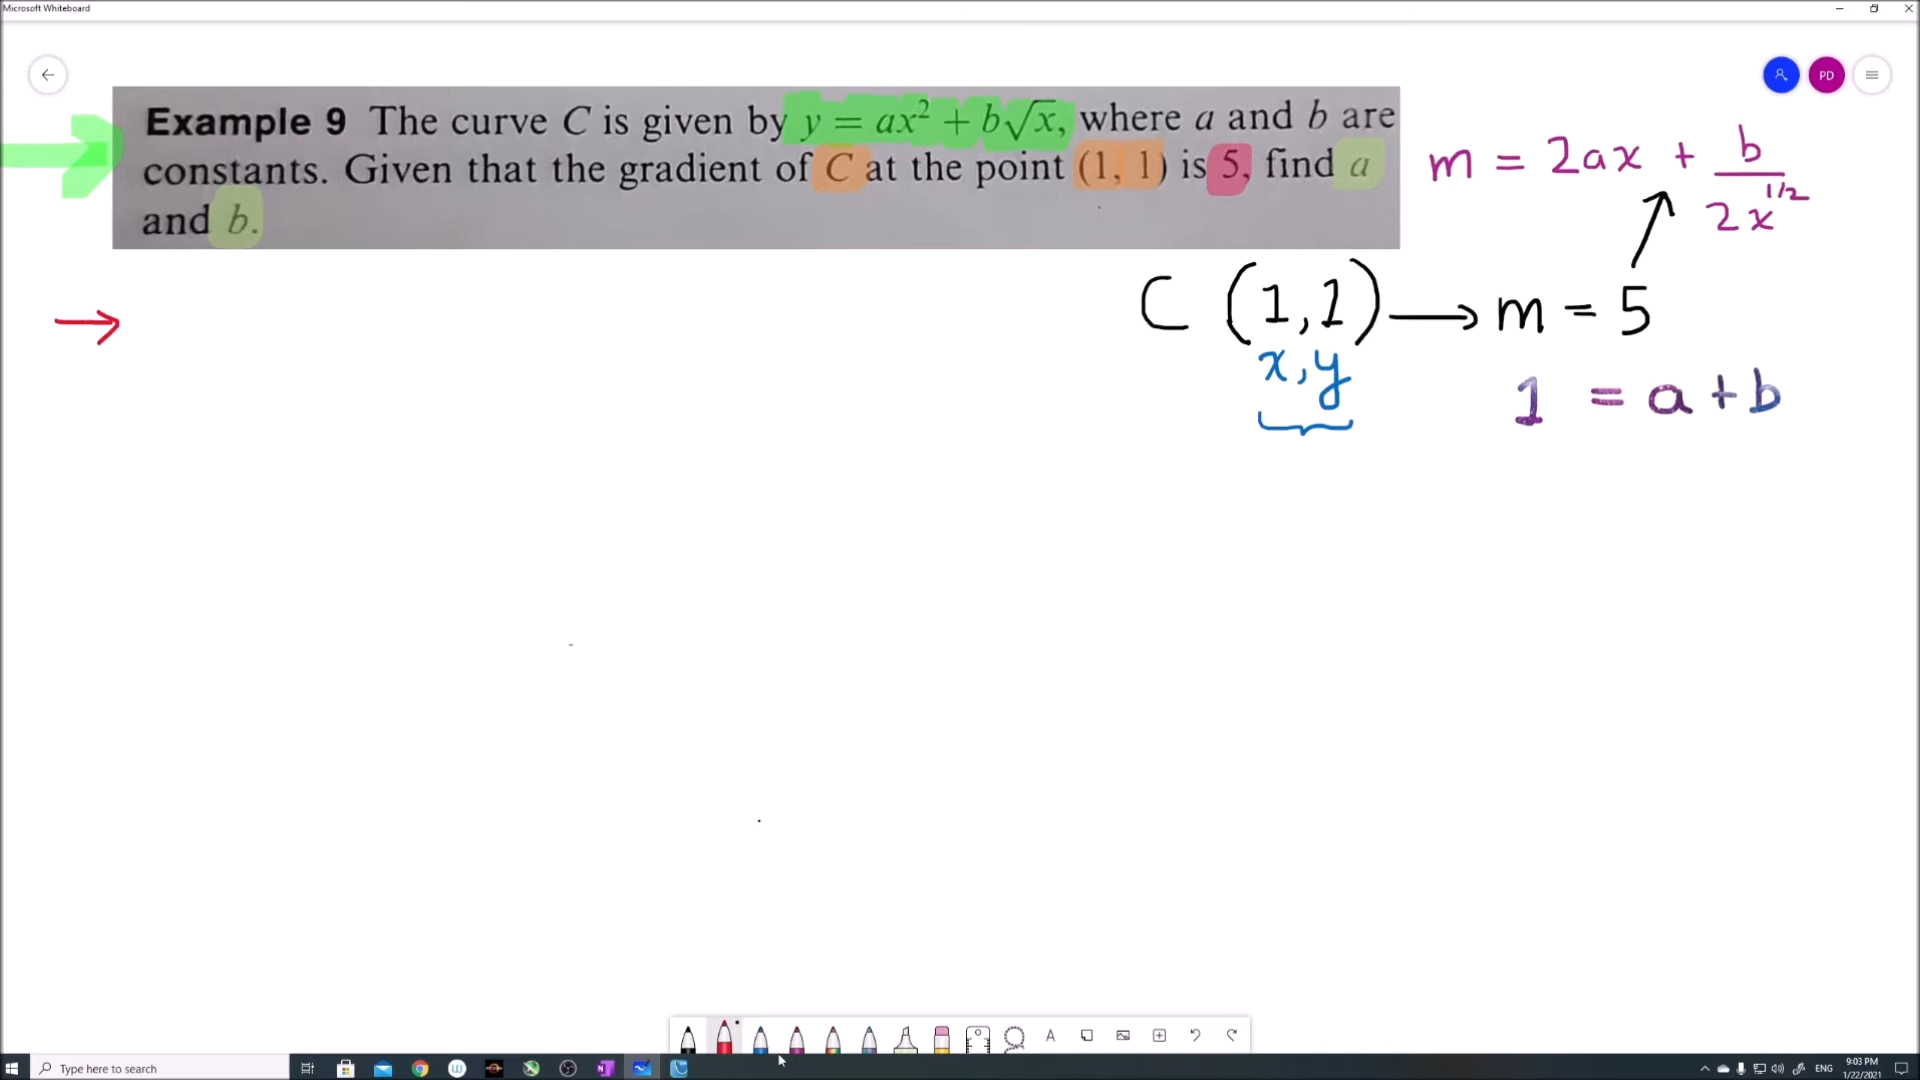 Microsoft Whiteboard
PD
Example 9 The curve C is given by y = ax² + b√x, where a and b are
constants. Given that the gradient of C at the point (1, 1) is 5, find a
and b.
m = 2ax + b/2x^1/2
C (1,1) → m = 5
x,y
1 = a+b
→
A
Type here to search
ENG
9:03 PM
1/22/2021